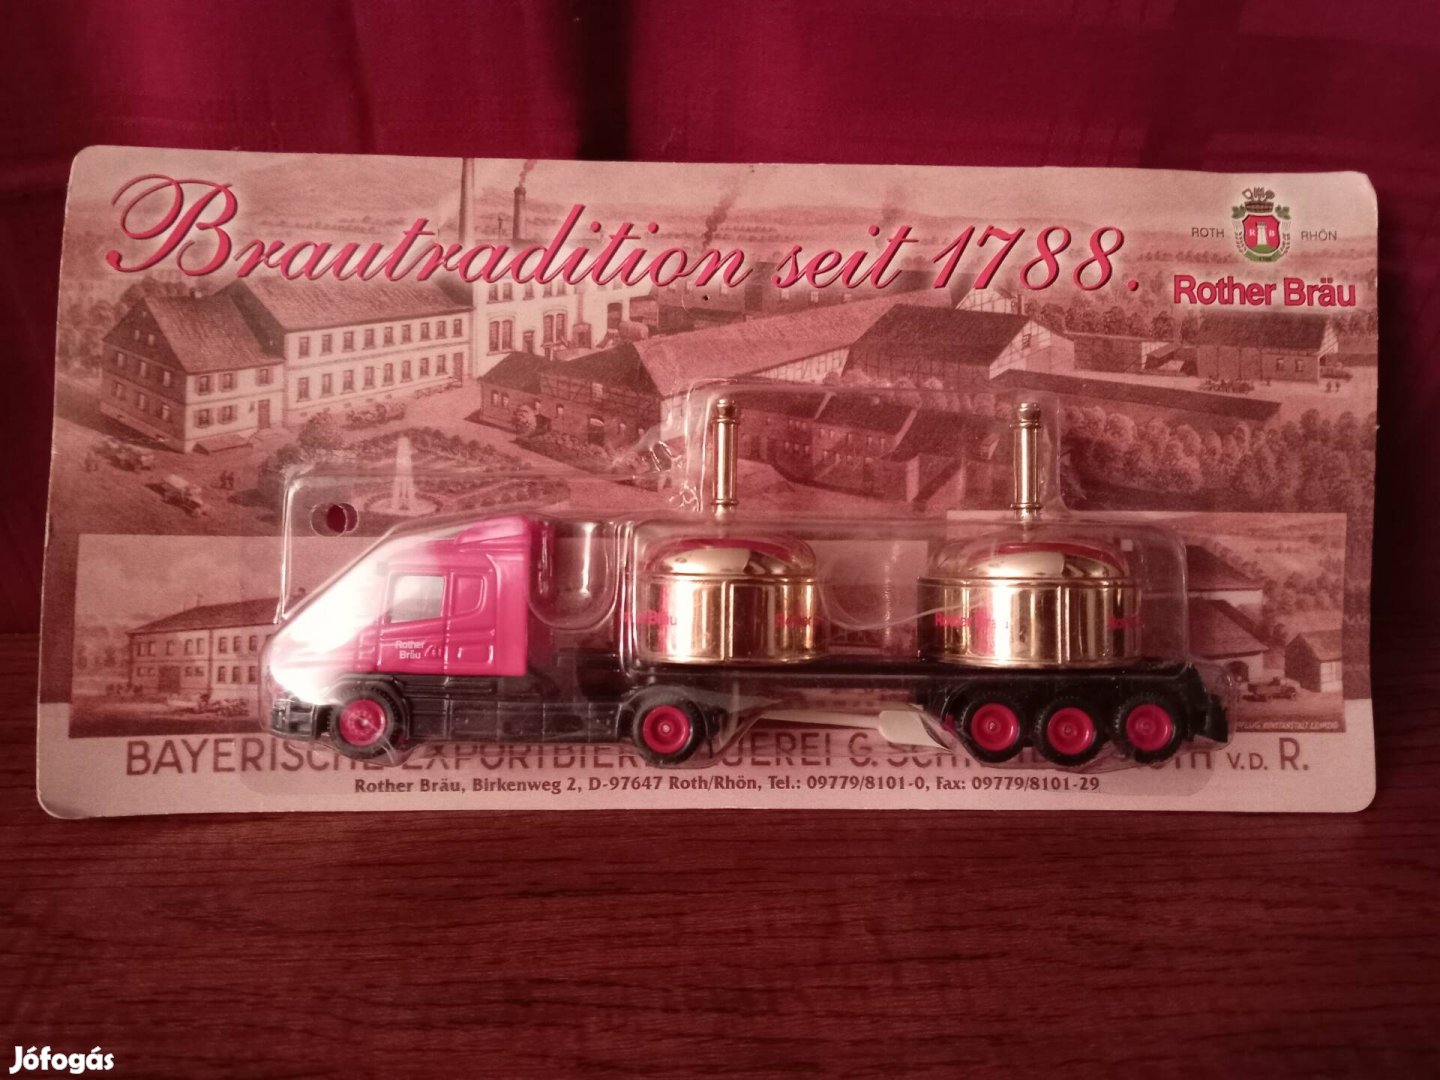 Brautradition seit 1788.
ROTH RHÖN
R B
Rother Bräu
Rother
Bräu
BAYERISCHE EXPORTBIER G. V.D. R.
Rother Bräu, Birkenweg 2, D-97647 Roth/Rhön, Tel.: 09779/8101-0, Fax: 09779/8101-29
Jófogás